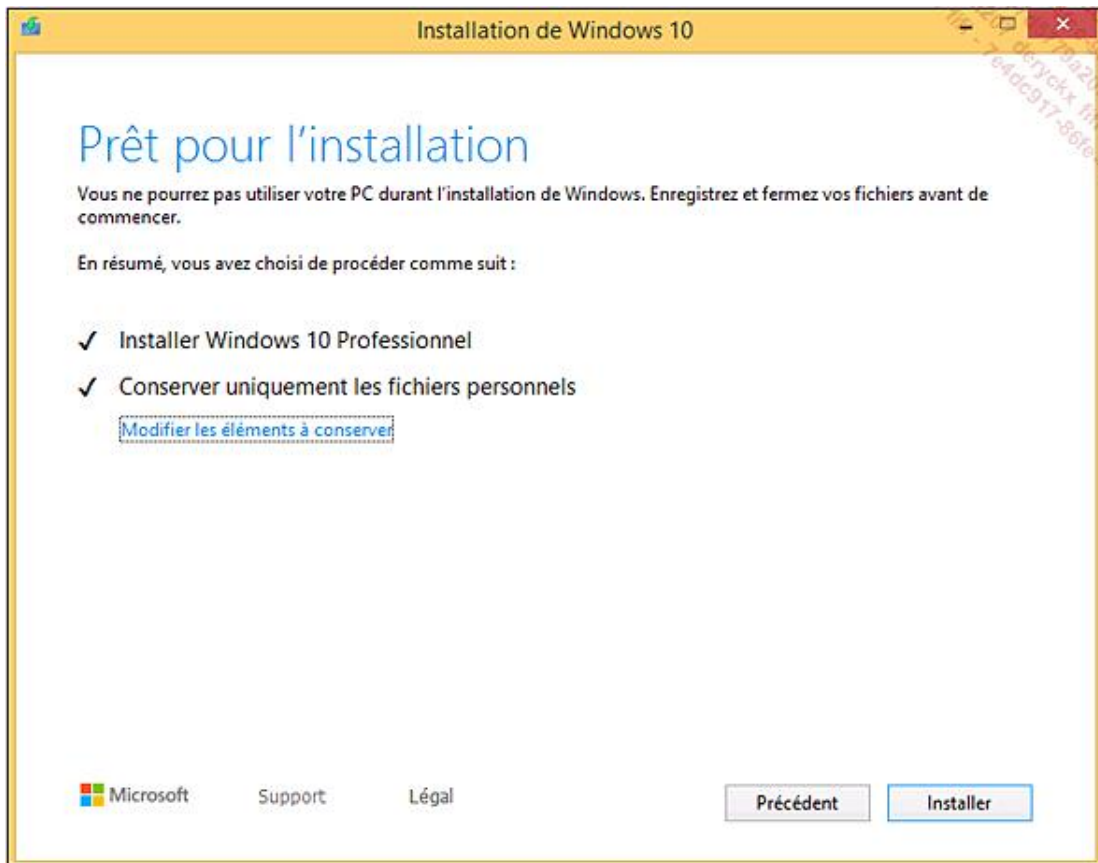 Installation de Windows 10
Prêt pour l'installation
Vous ne pourrez pas utiliser votre PC durant l'installation de Windows. Enregistrez et fermez vos fichiers avant de
commencer.
En résumé, vous avez choisi de procéder comme suit :
✓ Installer Windows 10 Professionnel
✓ Conserver uniquement les fichiers personnels
Modifier les éléments à conserver
Microsoft Support Légal Précédent Installer